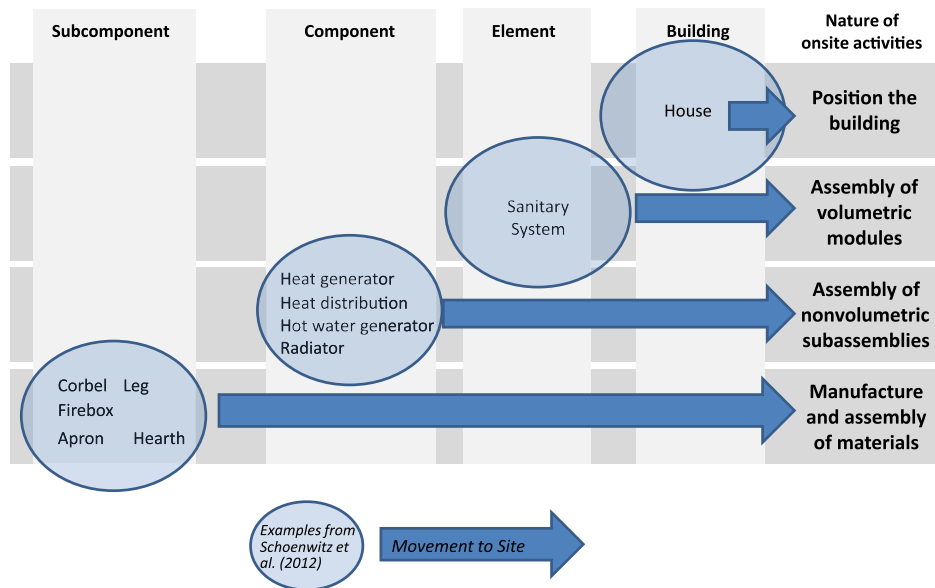 Subcomponent
Component
Element
Building
Nature of
onsite activities
House
Position the
building
Sanitary
System
Assembly of
volumetric
modules
Heat generator
Heat distribution
Hot water generator
Radiator
Assembly of
nonvolumetric
subassemblies
Corbel Leg
Firebox
Apron Hearth
Manufacture
and assembly
of materials
Examples from
Schoenwitz et
al. (2012)
Movement to Site